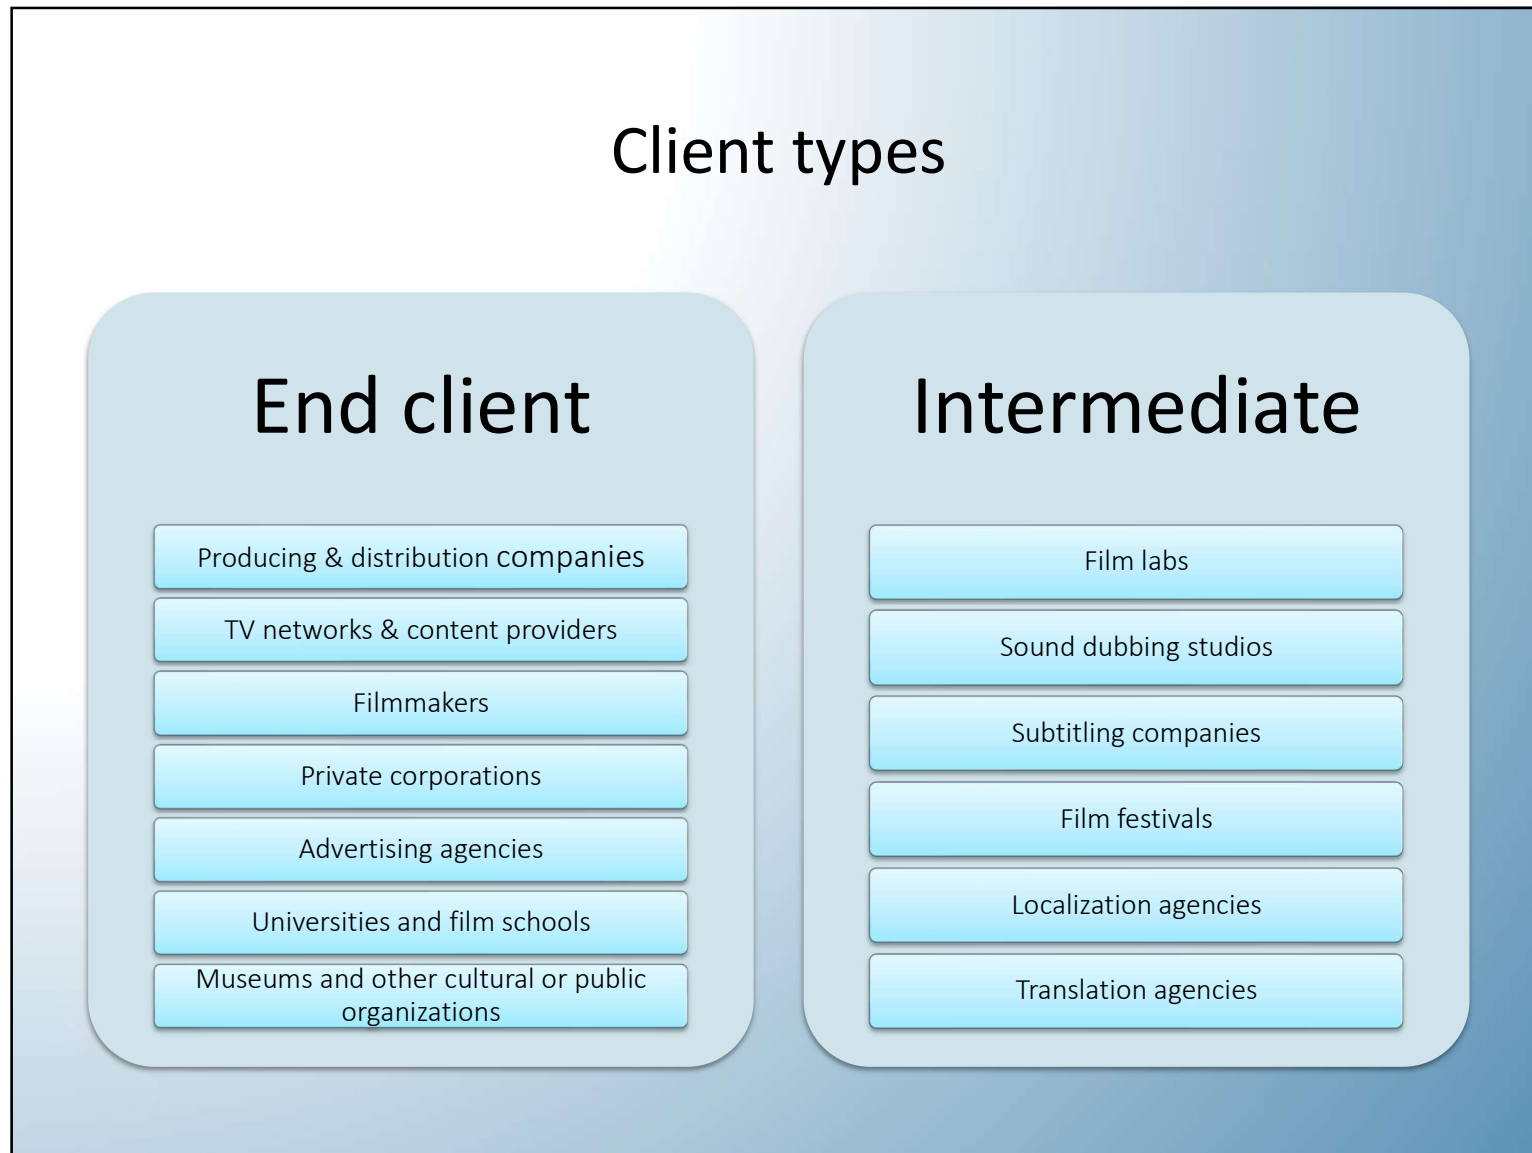 Client types
End client
Producing & distribution companies
TV networks & content providers
Filmmakers
Private corporations
Advertising agencies
Universities and film schools
Museums and other cultural or public
organizations
Intermediate
Film labs
Sound dubbing studios
Subtitling companies
Film festivals
Localization agencies
Translation agencies